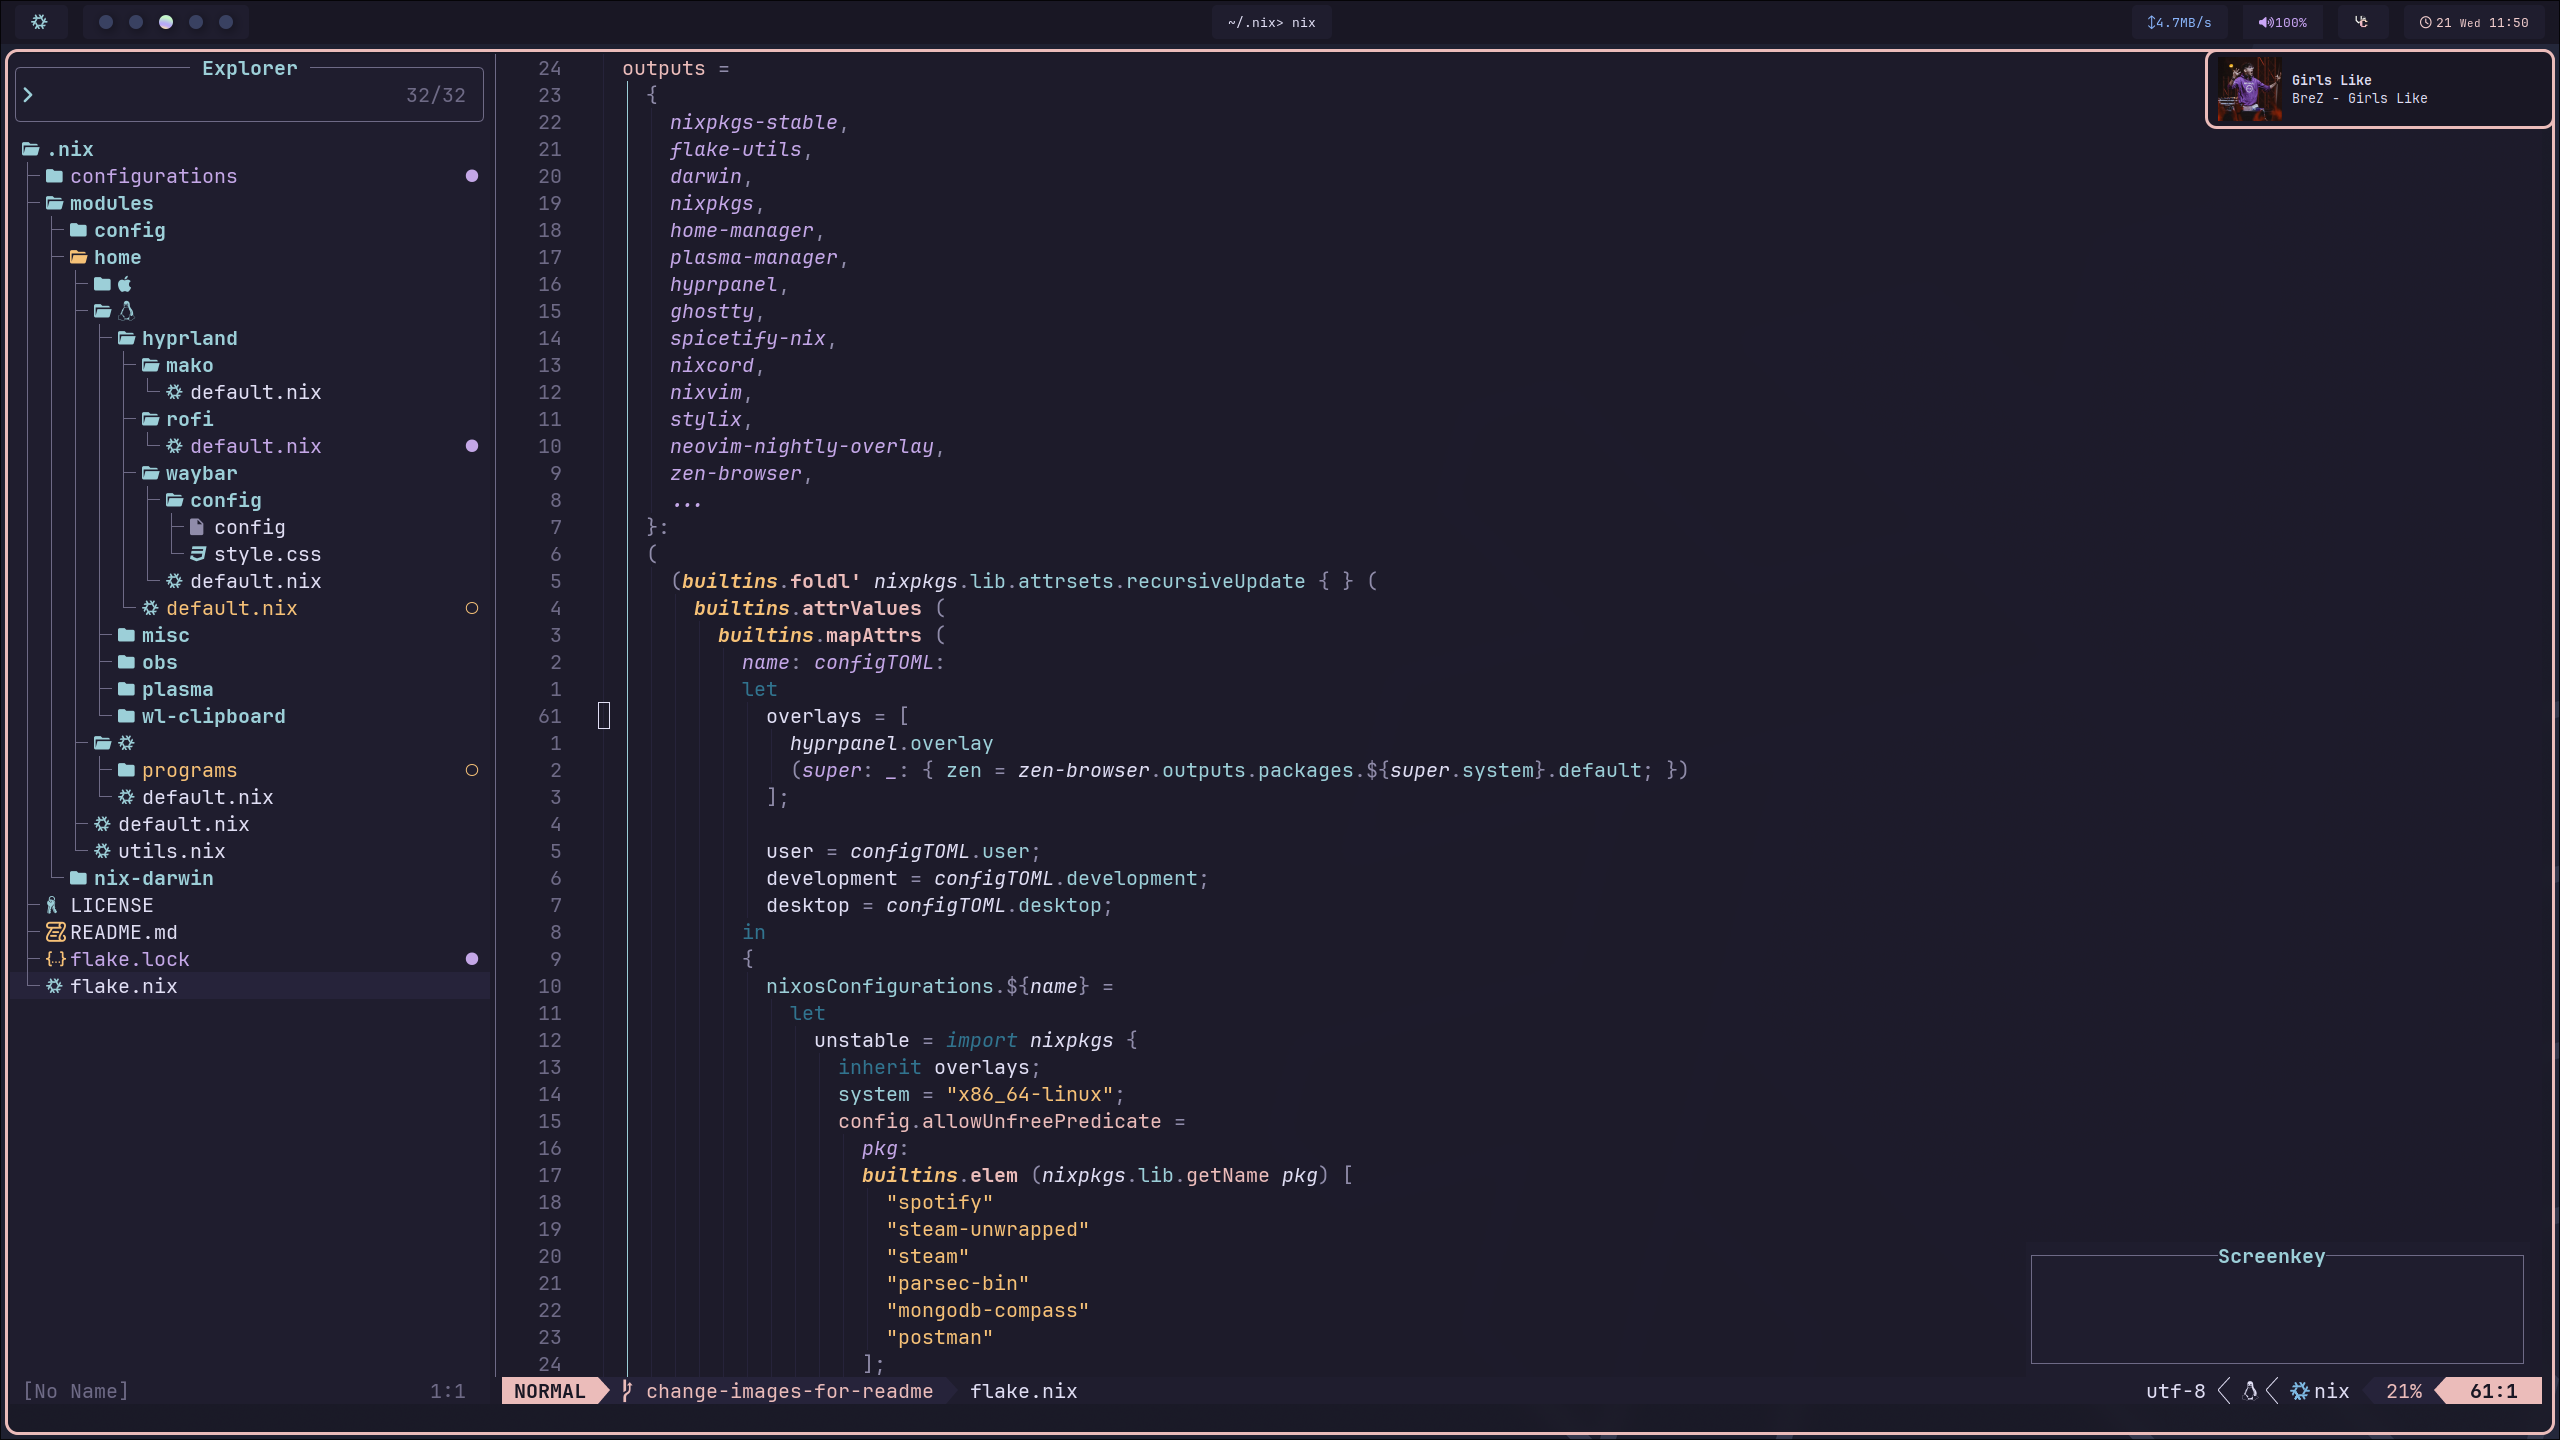 ~/.nix> nix
4.7MB/s
100%
21 Wed 11:50
Girls Like
BreZ - Girls Like
Explorer
32/32
.nix
configurations
modules
config
home
hyprland
mako
default.nix
rofi
default.nix
waybar
config
config
style.css
default.nix
default.nix
misc
obs
plasma
wl-clipboard
programs
default.nix
default.nix
utils.nix
nix-darwin
LICENSE
README.md
flake.lock
flake.nix
[No Name] 1:1
24 outputs =
23 {
22 nixpkgs-stable,
21 flake-utils,
20 darwin,
19 nixpkgs,
18 home-manager,
17 plasma-manager,
16 hyprpanel,
15 ghostty,
14 spicetify-nix,
13 nixcord,
12 nixvim,
11 stylix,
10 neovim-nightly-overlay,
9 zen-browser,
8 ...
7 }:
6 (
5 (builtins.foldl' nixpkgs.lib.attrsets.recursiveUpdate { } (
4 builtins.attrValues (
3 builtins.mapAttrs (
2 name: configTOML:
1 let
61 overlays = [
1 hyprpanel.overlay
2 (super: _: { zen = zen-browser.outputs.packages.${super.system}.default; })
3 ];
4
5 user = configTOML.user;
6 development = configTOML.development;
7 desktop = configTOML.desktop;
8 in
9 {
10 nixosConfigurations.${name} =
11 let
12 unstable = import nixpkgs {
13 inherit overlays;
14 system = "x86_64-linux";
15 config.allowUnfreePredicate =
16 pkg:
17 builtins.elem (nixpkgs.lib.getName pkg) [
18 "spotify"
19 "steam-unwrapped"
20 "steam"
21 "parsec-bin"
22 "mongodb-compass"
23 "postman"
24 ];
Screenkey
NORMAL change-images-for-readme flake.nix
utf-8 nix 21% 61:1